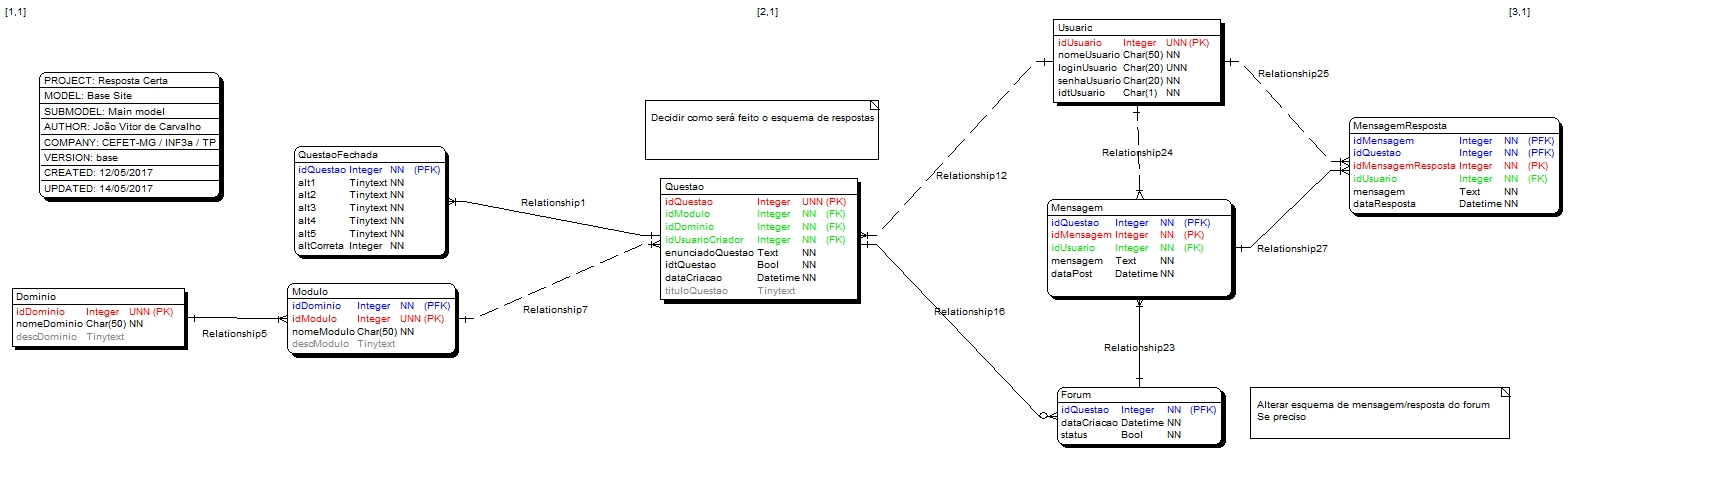 [1,1]
[2,1]
[3,1]
PROJECT: Resposta Certa
MODEL: Base Site
SUBMODEL: Main model
AUTHOR: João Vitor de Carvalho
COMPANY: CEFET-MG / INF3a / TP
VERSION: base
CREATED: 12/05/2017
UPDATED: 14/05/2017
QuestaoFechada
idQuestao Integer NN (PFK)
alt1 Tinytext NN
alt2 Tinytext NN
alt3 Tinytext NN
alt4 Tinytext NN
alt5 Tinytext NN
altCorreta Integer NN
Relationship1
Dominio
idDominio Integer UNN (PK)
nomeDominio Char(50) NN
descDominio Tinytext
Relationship5
Modulo
idDominio Integer NN (PFK)
idModulo Integer UNN (PK)
nomeModulo Char(50) NN
descModulo Tinytext
Relationship7
Decidir como será feito o esquema de respostas
Questao
idQuestao Integer UNN (PK)
idModulo Integer NN (FK)
idDominio Integer NN (FK)
idUsuarioCriador Integer NN (FK)
enunciadoQuestao Text NN
idtQuestao Bool NN
dataCriacao Datetime NN
tituloQuestao Tinytext
Relationship12
Relationship16
Usuario
idUsuario Integer UNN (PK)
nomeUsuario Char(50) NN
loginUsuario Char(20) UNN
senhaUsuario Char(20) NN
idtUsuario Char(1) NN
Relationship25
Relationship24
Mensagem
idQuestao Integer NN (PFK)
idMensagem Integer NN (PK)
idUsuario Integer NN (FK)
mensagem Text NN
dataPost Datetime NN
Relationship27
Relationship23
MensagemResposta
idMensagem Integer NN (PFK)
idQuestao Integer NN (PFK)
idMensagemResposta Integer NN (PK)
idUsuario Integer NN (FK)
mensagem Text NN
dataResposta Datetime NN
Forum
idQuestao Integer NN (PFK)
dataCriacao Datetime NN
status Bool NN
Alterar esquema de mensagem/resposta do forum
Se preciso